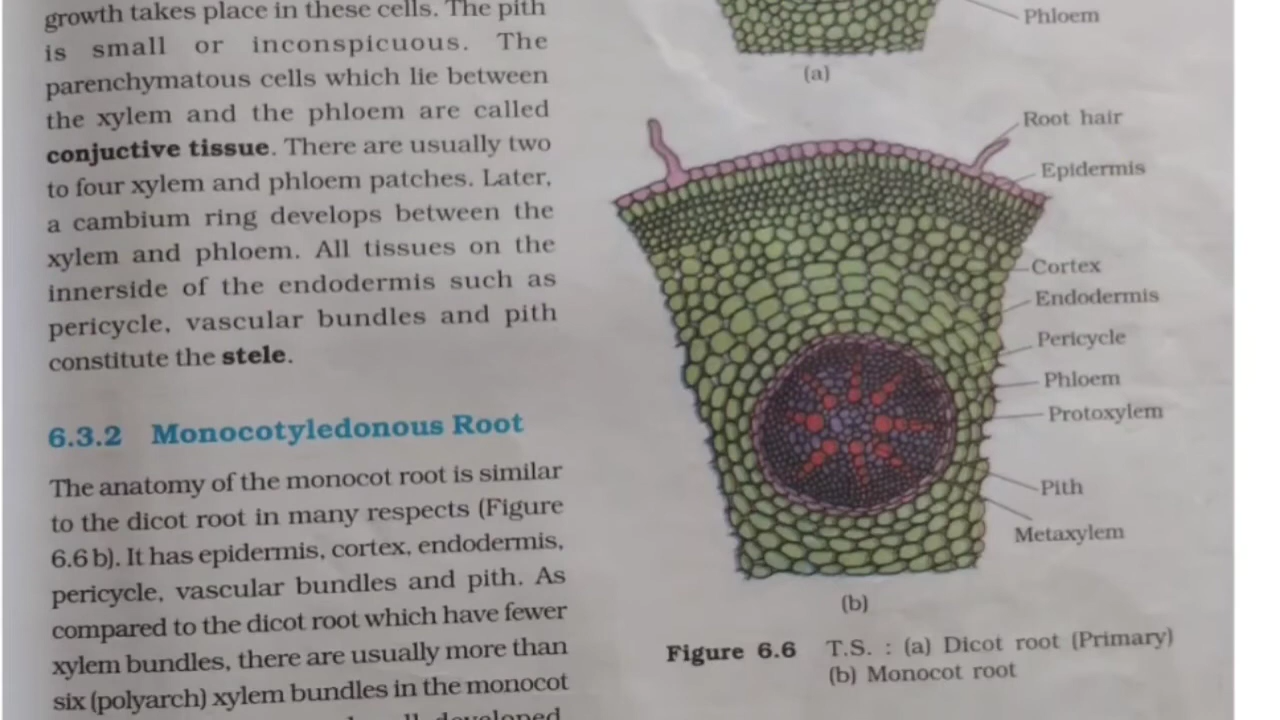 growth takes place in these cells. The pith
is small or inconspicuous. The
parenchymatous cells which lie between
the xylem and the phloem are called
conjuctive tissue. There are usually two
to four xylem and phloem patches. Later,
a cambium ring develops between the
xylem and phloem. All tissues on the
innerside of the endodermis such as
pericycle, vascular bundles and pith
constitute the stele.
6.3.2 Monocotyledonous Root
The anatomy of the monocot root is similar
to the dicot root in many respects (Figure
6.6 b). It has epidermis, cortex, endodermis,
pericycle, vascular bundles and pith. As
compared to the dicot root which have fewer
xylem bundles, there are usually more than
six (polyarch) xylem bundles in the monocot
developed
Phloem
(a)
Root hair
Epidermis
Cortex
Endodermis
Pericycle
Phloem
Protoxylem
Pith
Metaxylem
(b)
Figure 6.6 T.S. : (a) Dicot root (Primary)
(b) Monocot root